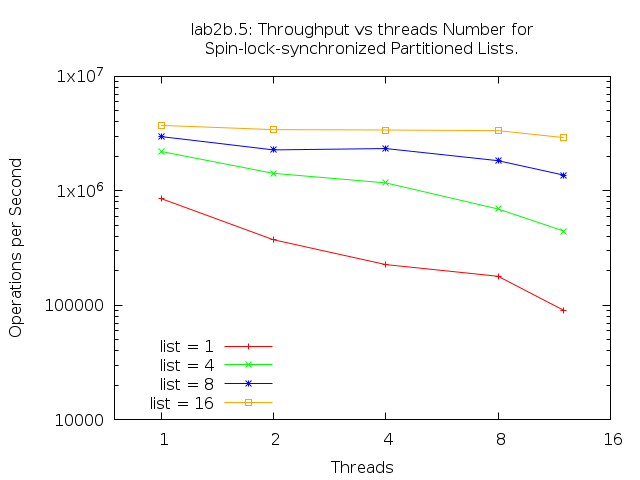 lab2b.5: Throughput vs threads Number for
Spin-lock-synchronized Partitioned Lists.
1x10^7
1x10^6
100000
10000
Operations per Second
list = 1
list = 4
list = 8
list = 16
1 2 4 8 16
Threads